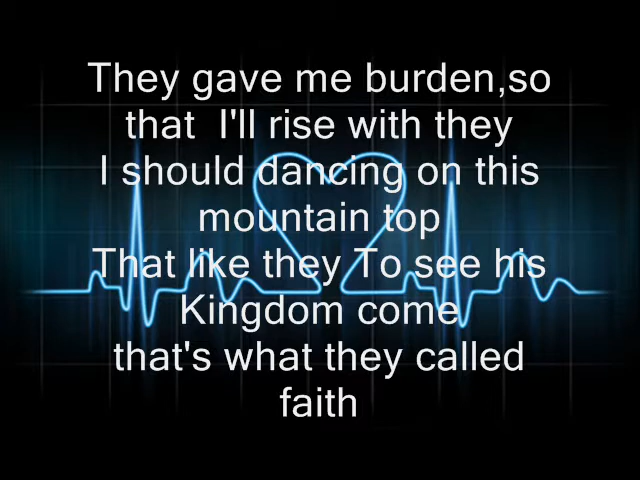 They gave me burden,so
that  I'll rise with they
I should dancing on this
mountain top
That like they To see his
Kingdom come
that's what they called
faith